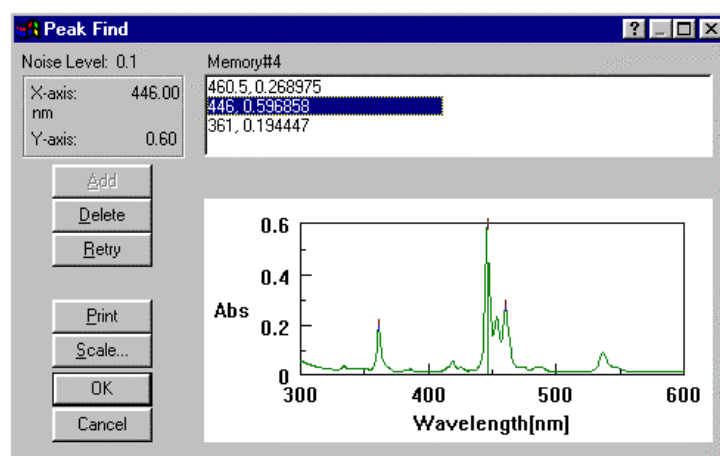 Peak Find
Noise Level: 0.1
Memory#4
X-axis: 446.00
nm
Y-axis: 0.60
460.5, 0.268975
446, 0.596858
361, 0.194447
Add
Delete
Retry
Print
Scale...
OK
Cancel
0.6
0.4
Abs
0.2
0
300 400 500 600
Wavelength[nm]